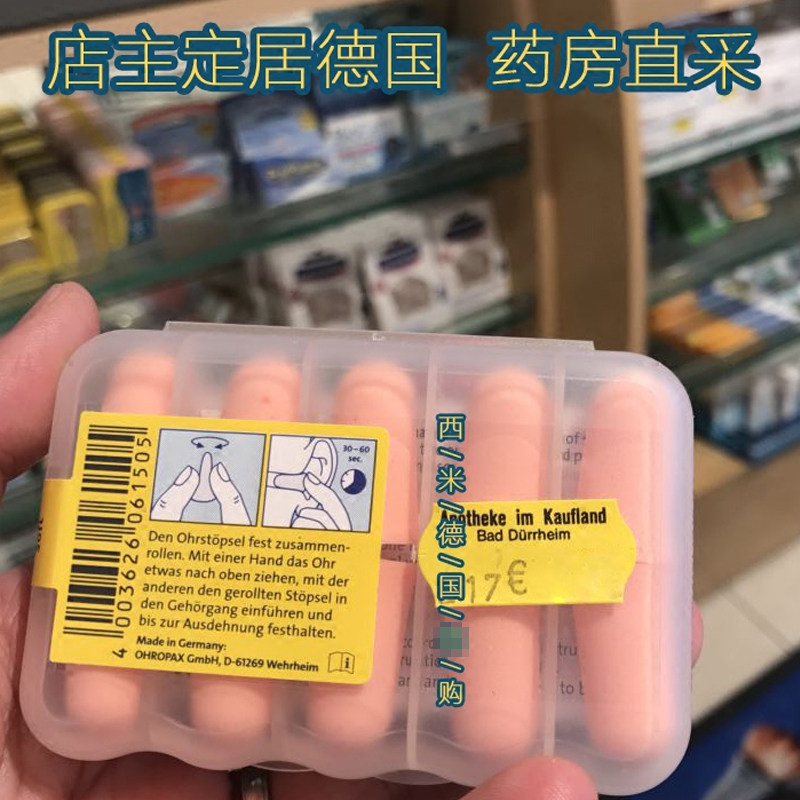 店主定居德国 药房直采
30-60
sec.
Den Ohrstöpsel fest zusammen-
rollen. Mit einer Hand das Ohr
etwas nach oben ziehen, mit der
anderen den gerollten Stöpsel in
den Gehörgang einführen und
bis zur Ausdehnung festhalten.
Made in Germany:
OHROPAX GmbH, D-61269 Wehrheim
4 003626 061505
Apotheke im Kaufland
Bad Dürrheim
17€
西/米/德/国/ /购